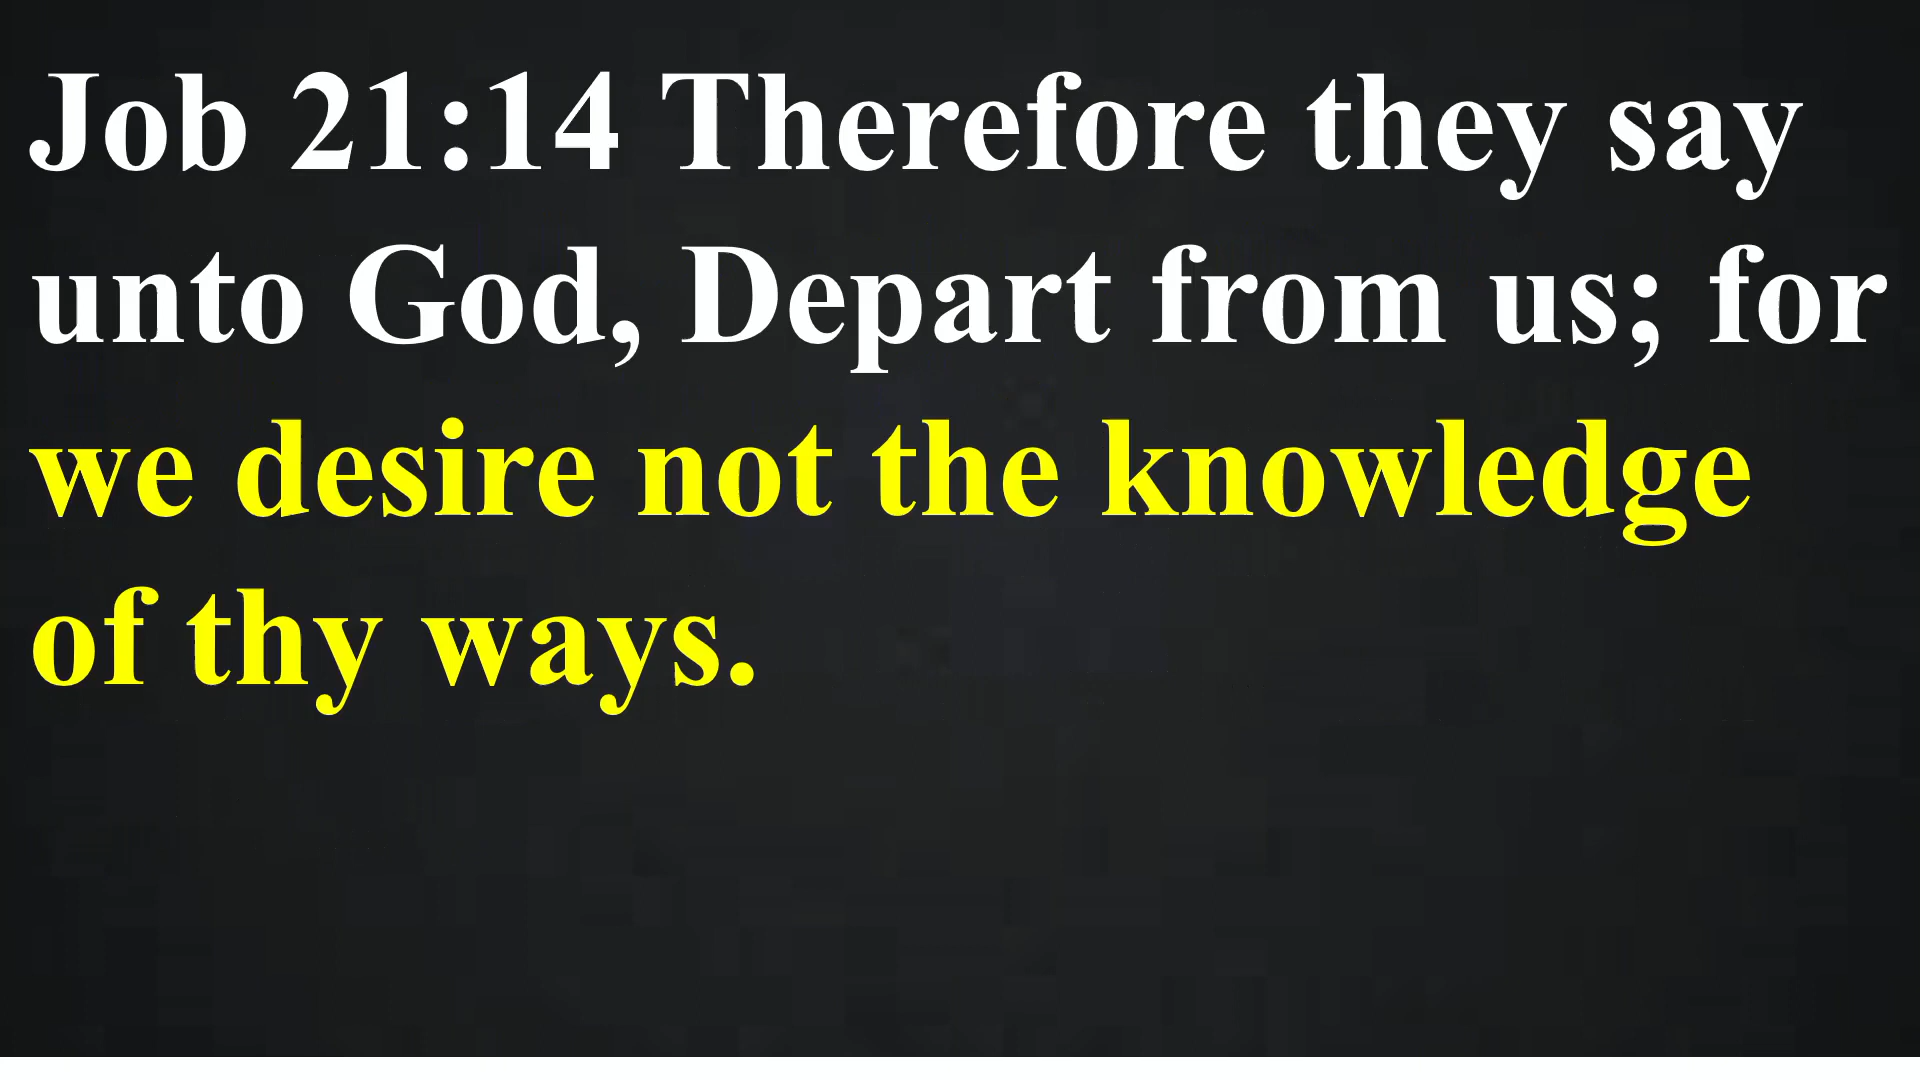 Job 21:14 Therefore they say
unto God, Depart from us; for
we desire not the knowledge
of thy ways.